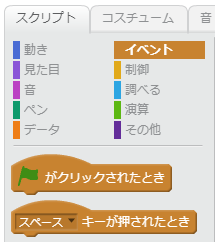 スクリプト コスチューム 音
動き イベント
見た目 制御
音 調べる
ペン 演算
データ その他
がクリックされたとき
スペース キーが押されたとき